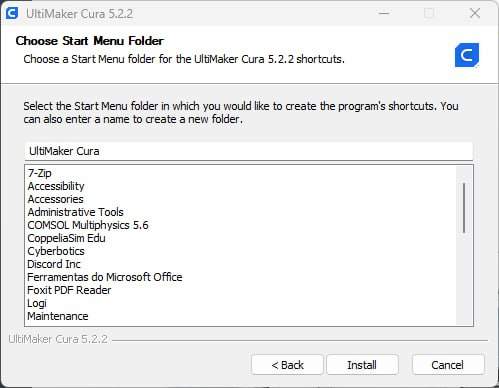 UltiMaker Cura 5.2.2
Choose Start Menu Folder
Choose a Start Menu folder for the UltiMaker Cura 5.2.2 shortcuts.
Select the Start Menu folder in which you would like to create the program's shortcuts. You
can also enter a name to create a new folder.
UltiMaker Cura
7-Zip
Accessibility
Accessories
Administrative Tools
COMSOL Multiphysics 5.6
CoppeliaSim Edu
Cyberbotics
Discord Inc
Ferramentas do Microsoft Office
Foxit PDF Reader
Logi
Maintenance
UltiMaker Cura 5.2.2
< Back
Install
Cancel